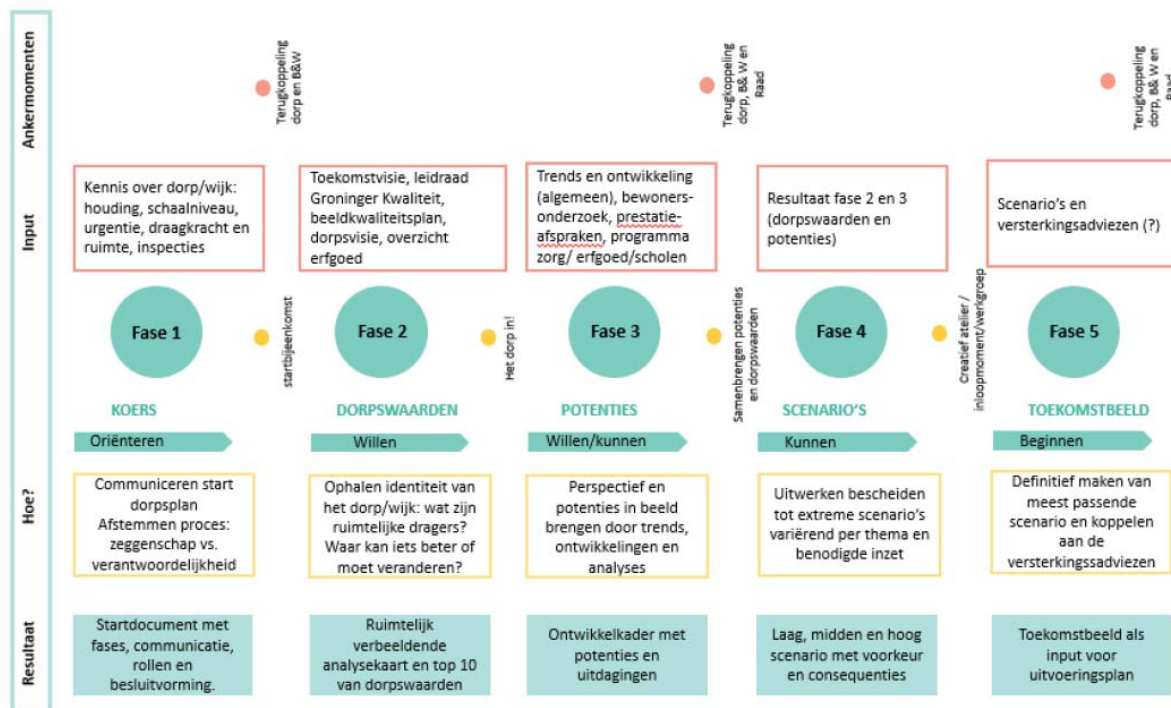 Ankermomenten
Terugkoppeling
dorp en B&W
Terugkoppeling
dorp, B& W en
Raad
Terugkoppeling
dorp, B& W en
Raad
Input
Kennis over dorp/wijk:
houding, schaalniveau,
urgentie, draagkracht en
ruimte, inspecties
Toekomstvisie, leidraad
Groninger Kwaliteit,
beeldkwaliteitsplan,
dorpsvisie, overzicht
erfgoed
Trends en ontwikkeling
(algemeen), bewoners-
onderzoek, prestatie-
afspraken, programma
zorg/ erfgoed/scholen
Resultaat fase 2 en 3
(dorpswaarden en
potenties)
Scenario's en
versterkingsadviezen (?)
Fase 1
startbijeenkomst
Fase 2
Het dorp in!
Fase 3
Samenbrengen potenties
en dorpswaarden
Fase 4
Creatief atelier /
inloopmoment/werkgroep
Fase 5
KOERS
DORPSWAARDEN
POTENTIES
SCENARIO'S
TOEKOMSTBEELD
Oriënteren
Willen
Willen/kunnen
Kunnen
Beginnen
Hoe?
Communiceren start
dorpsplan
Afstemmen proces:
zeggenschap vs.
verantwoordelijkheid
Ophalen identiteit van
het dorp/wijk: wat zijn
ruimtelijke dragers?
Waar kan iets beter of
moet veranderen?
Perspectief en
potenties in beeld
brengen door trends,
ontwikkelingen en
analyses
Uitwerken bescheiden
tot extreme scenario's
variërend per thema en
benodigde inzet
Definitief maken van
meest passende
scenario en koppelen
aan de
versterkingssadviezen
Resultaat
Startdocument met
fases, communicatie,
rollen en
besluitvorming.
Ruimtelijk
verbeeldende
analysekaart en top 10
van dorpswaarden
Ontwikkelkader met
potenties en
uitdagingen
Laag, midden en hoog
scenario met voorkeur
en consequenties
Toekomstbeeld als
input voor
uitvoeringsplan